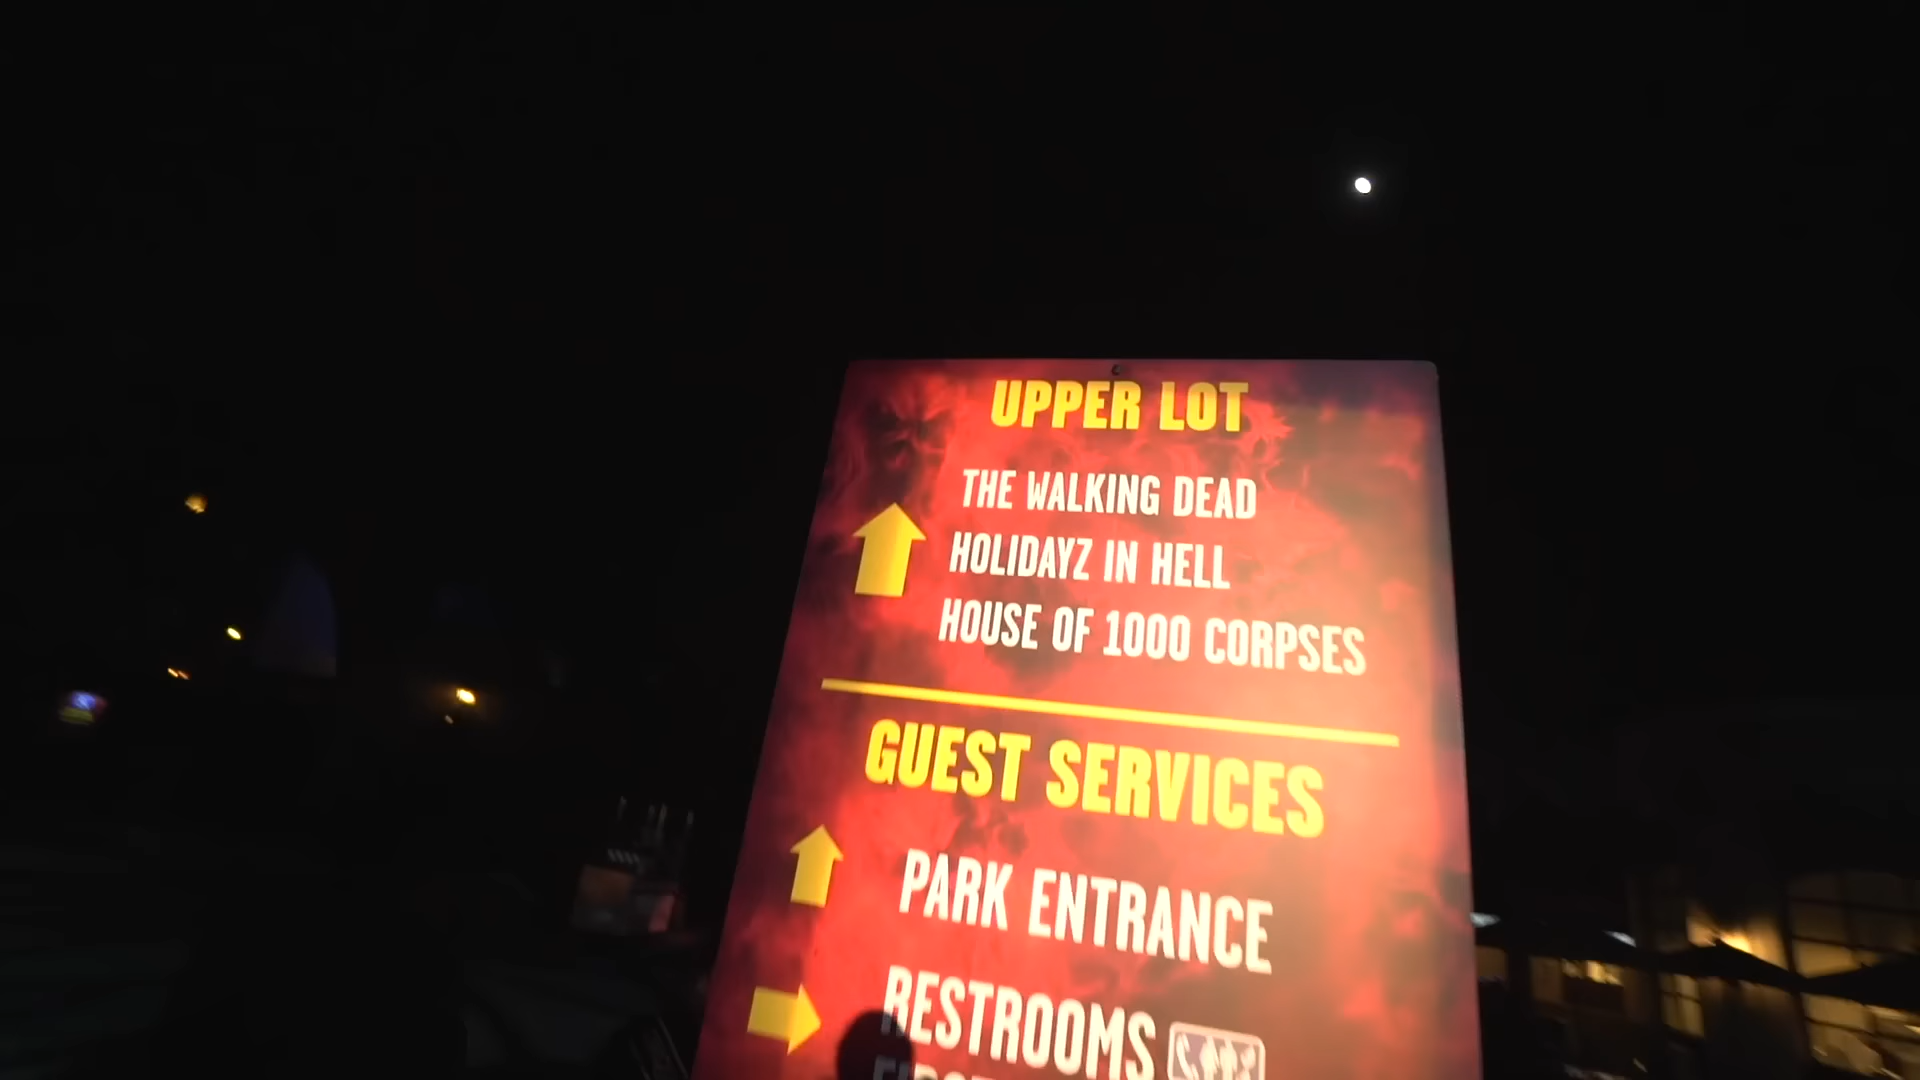 UPPER LOT
THE WALKING DEAD
HOLIDAYZ IN HELL
HOUSE OF 1000 CORPSES
GUEST SERVICES
PARK ENTRANCE
RESTROOMS